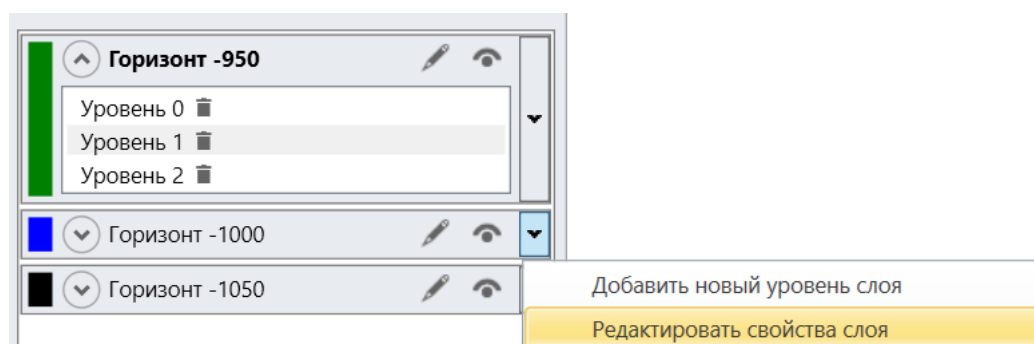 Горизонт -950
Уровень 0
Уровень 1
Уровень 2
Горизонт -1000
Горизонт -1050
Добавить новый уровень слоя
Редактировать свойства слоя